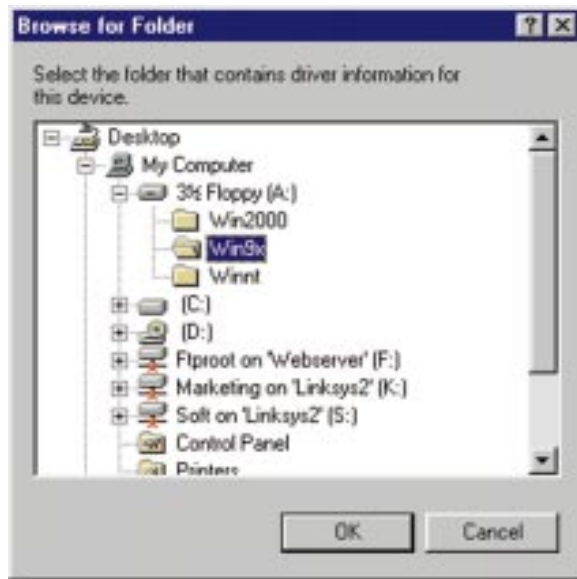 Browse for Folder
Select the folder that contains driver information for
this device.
Desktop
My Computer
3½ Floppy (A:)
Win2000
Win9x
Winnt
(C:)
(D:)
Ftproot on 'Webserver' (F:)
Marketing on 'Linksys2' (K:)
Soft on 'Linksys2' (S:)
Control Panel
Printers
OK
Cancel